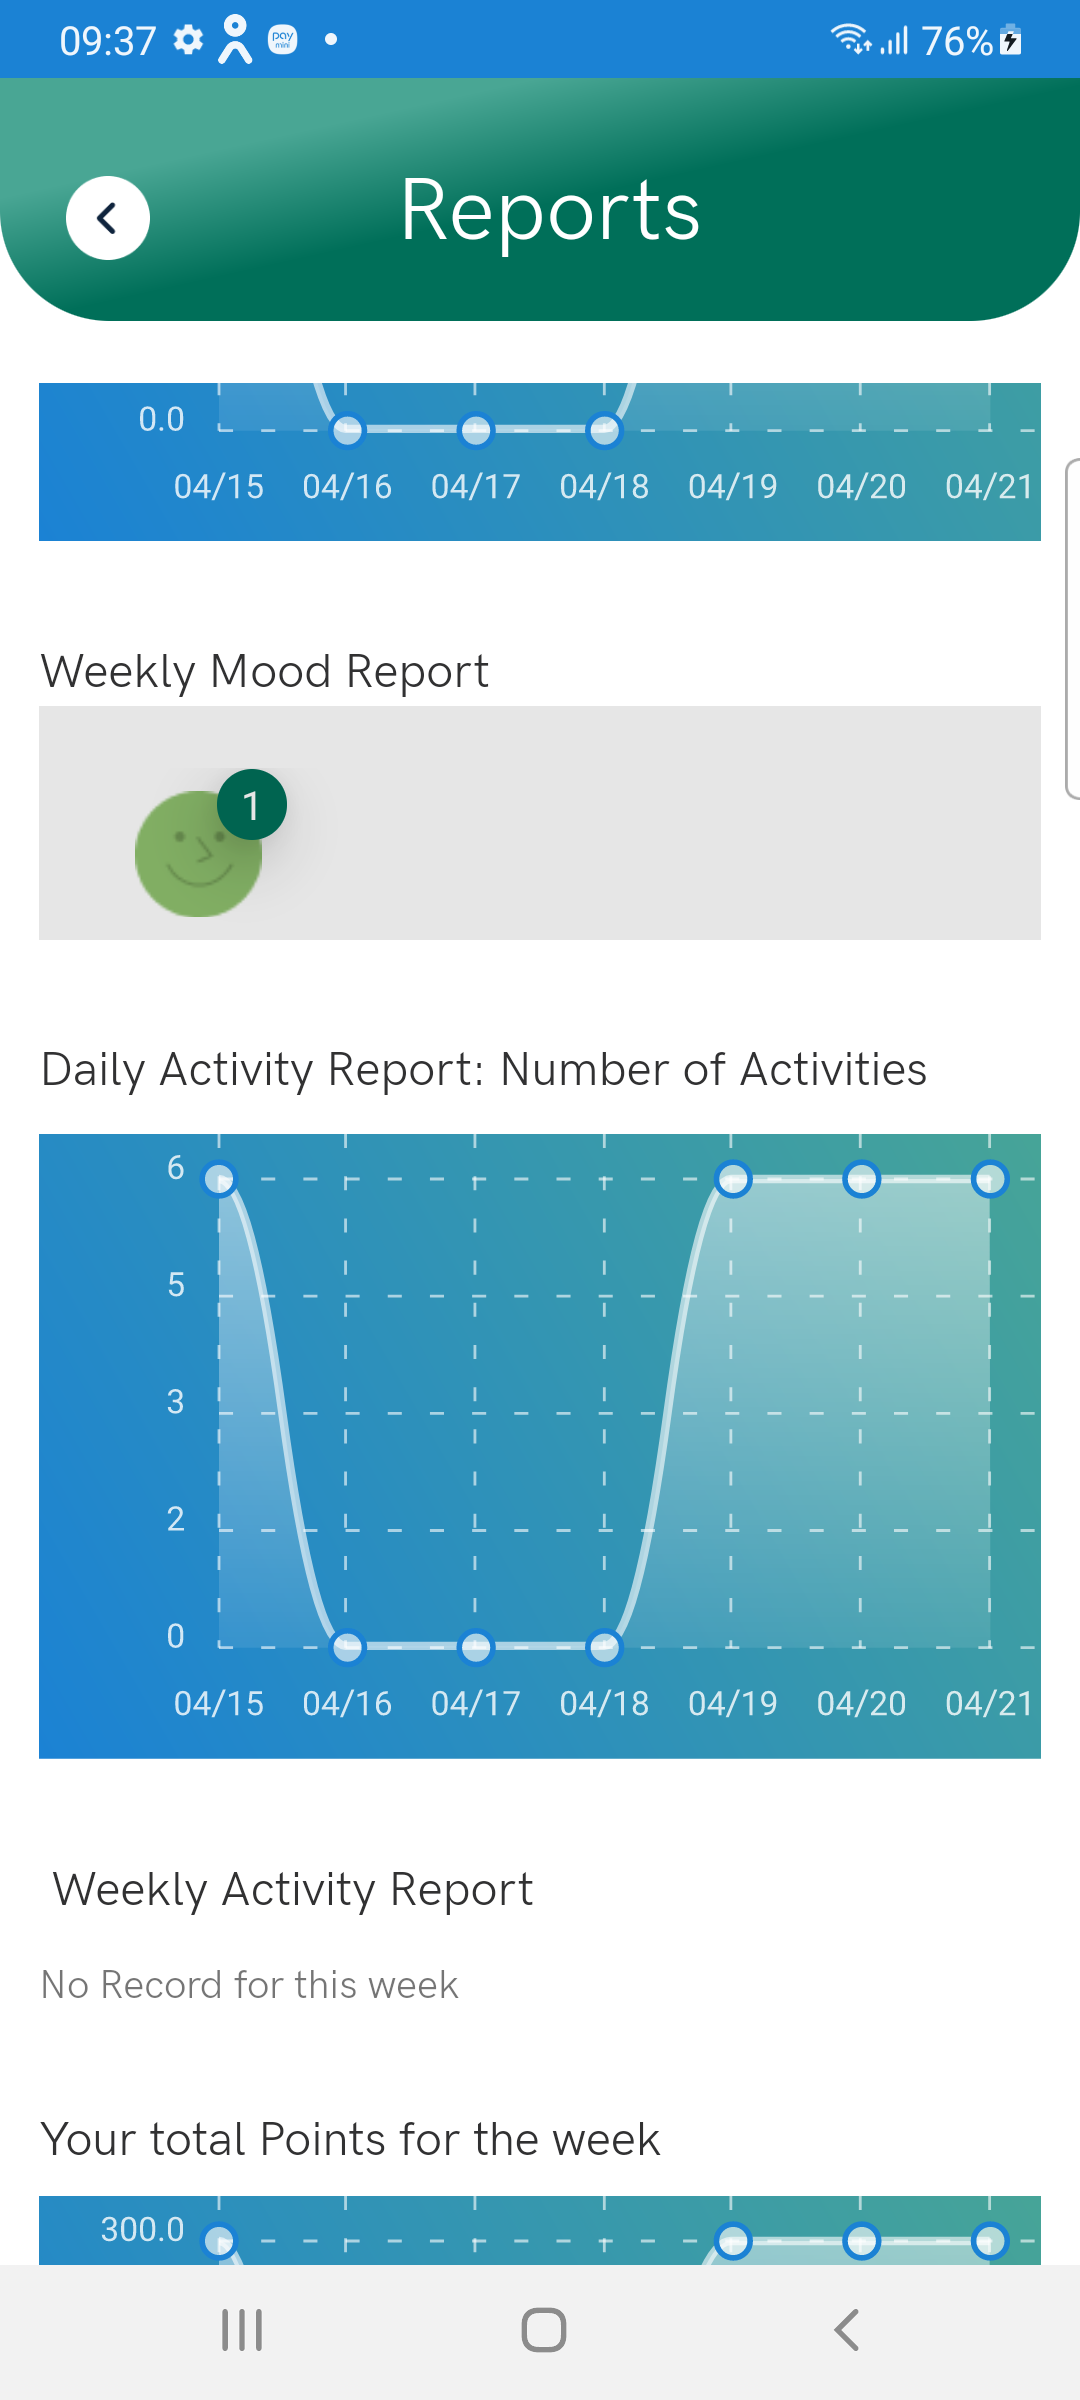 09:37 pay mini 76%
Reports
0.0
04/15 04/16 04/17 04/18 04/19 04/20 04/21
Weekly Mood Report
1
Daily Activity Report: Number of Activities
6
5
3
2
0
04/15 04/16 04/17 04/18 04/19 04/20 04/21
Weekly Activity Report
No Record for this week
Your total Points for the week
300.0